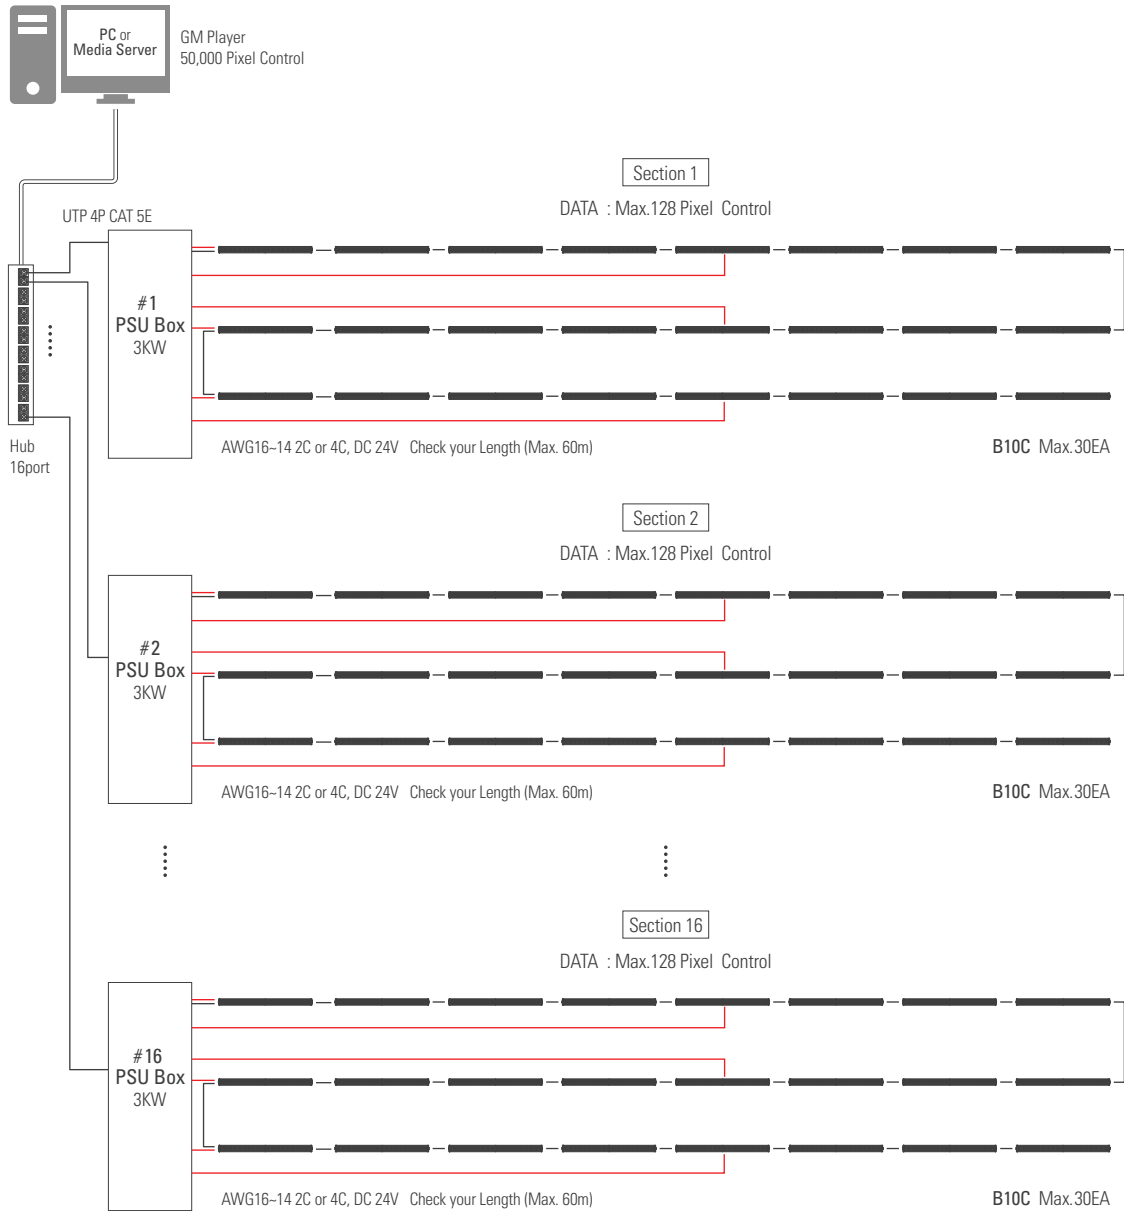 PC or
Media Server
GM Player
50,000 Pixel Control
Section 1
DATA : Max.128 Pixel Control
UTP 4P CAT 5E
#1
PSU Box
3KW
Hub
16port
AWG16~14 2C or 4C, DC 24V Check your Length (Max. 60m)
B10C Max.30EA
Section 2
DATA : Max.128 Pixel Control
#2
PSU Box
3KW
AWG16~14 2C or 4C, DC 24V Check your Length (Max. 60m)
B10C Max.30EA
Section 16
DATA : Max.128 Pixel Control
#16
PSU Box
3KW
AWG16~14 2C or 4C, DC 24V Check your Length (Max. 60m)
B10C Max.30EA